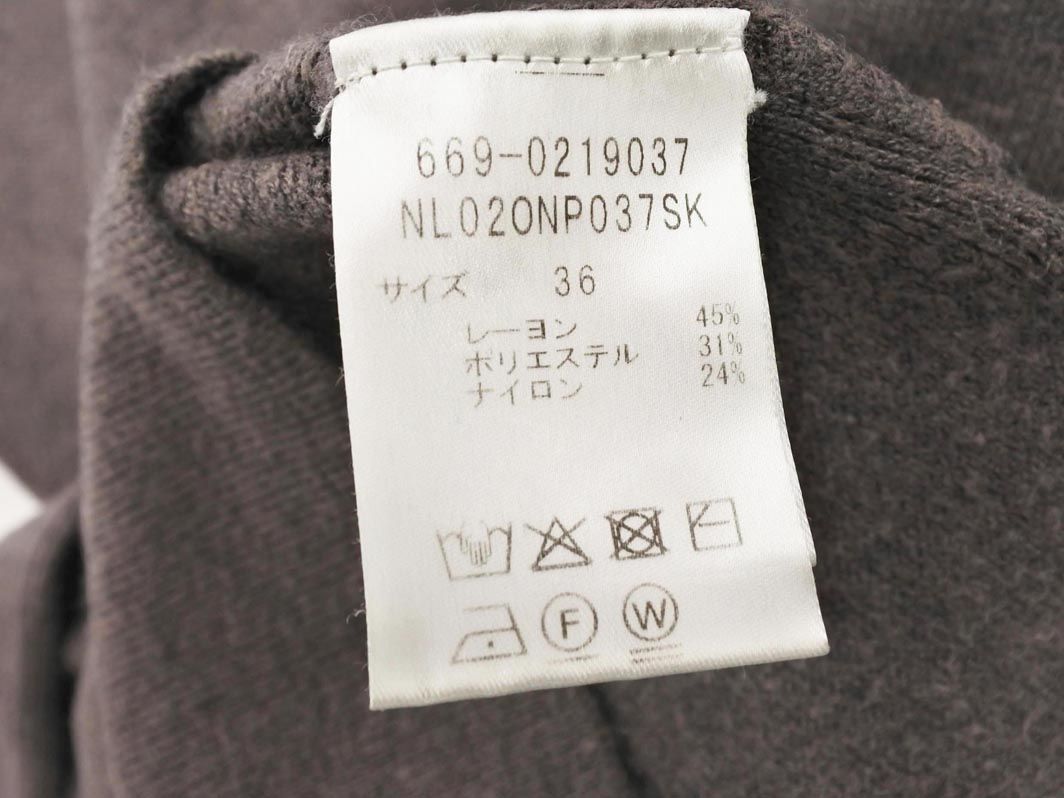 669-0219037
NL020NP037SK
サイズ 36
レーヨン 45%
ポリエステル 31%
ナイロン 24%
F W